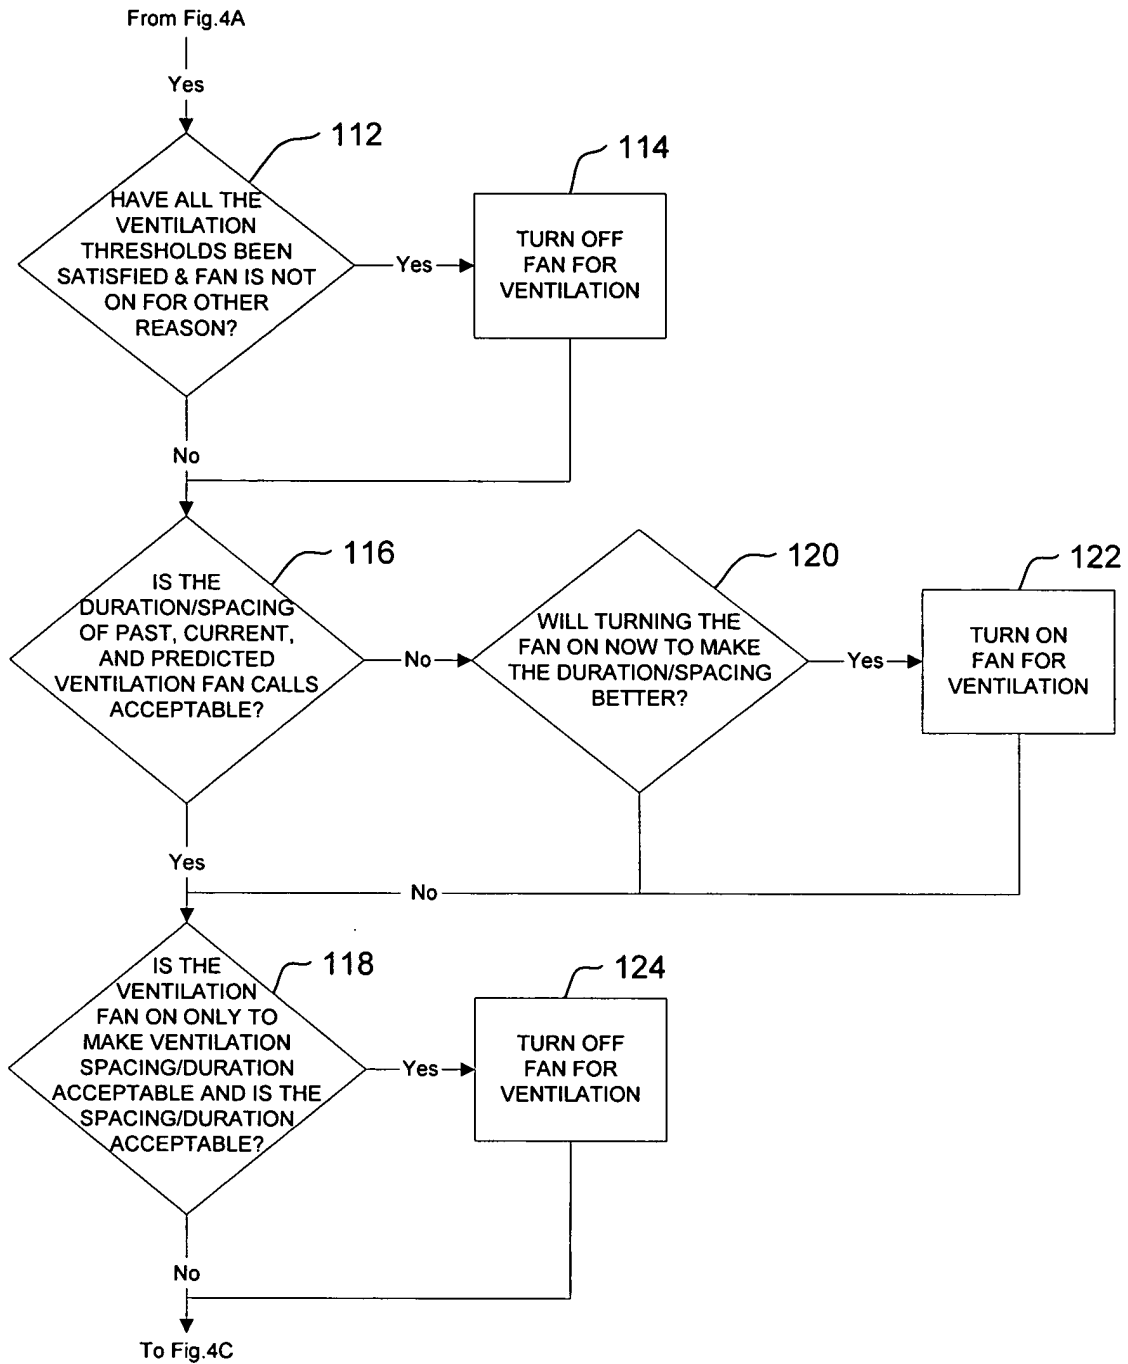 From Fig.4A
Yes
112
HAVE ALL THE
VENTILATION
THRESHOLDS BEEN
SATISFIED & FAN IS NOT
ON FOR OTHER
REASON?
Yes
114
TURN OFF
FAN FOR
VENTILATION
No
116
IS THE
DURATION/SPACING
OF PAST, CURRENT,
AND PREDICTED
VENTILATION FAN CALLS
ACCEPTABLE?
No
120
WILL TURNING THE
FAN ON NOW TO MAKE
THE DURATION/SPACING
BETTER?
Yes
122
TURN ON
FAN FOR
VENTILATION
Yes
No
118
IS THE
VENTILATION
FAN ON ONLY TO
MAKE VENTILATION
SPACING/DURATION
ACCEPTABLE AND IS THE
SPACING/DURATION
ACCEPTABLE?
Yes
124
TURN OFF
FAN FOR
VENTILATION
No
To Fig.4C